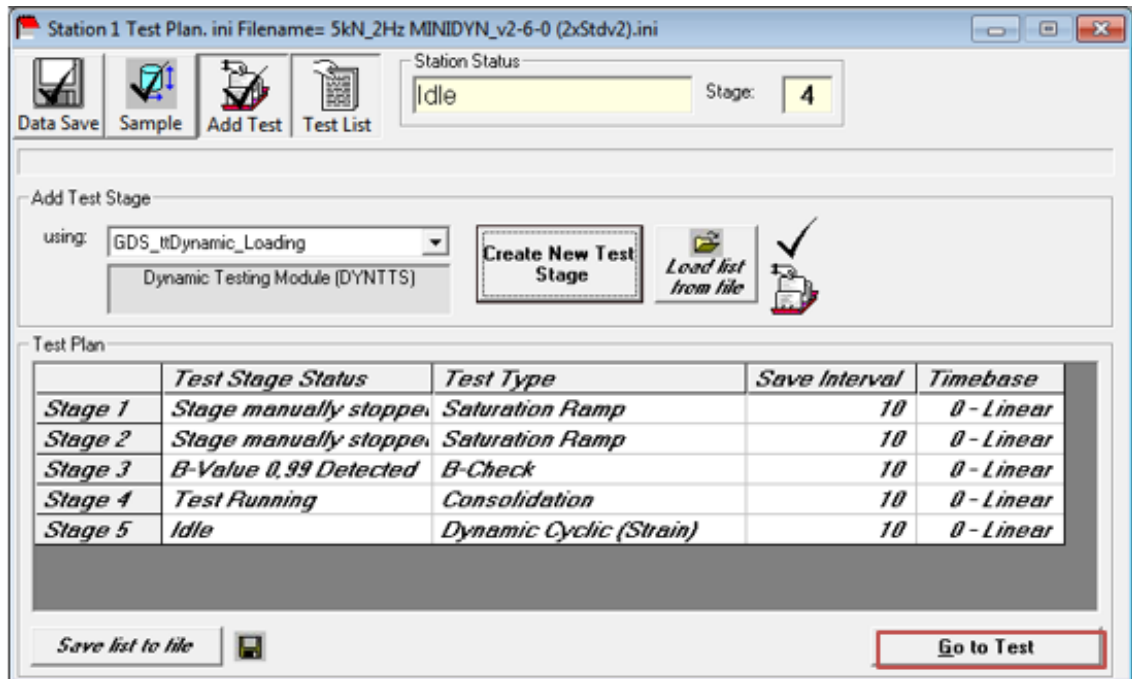 Station 1 Test Plan. ini Filename= 5kN_2Hz MINIDYN_v2-6-0 (2xStdv2).ini
Data Save Sample Add Test Test List
Station Status
Idle Stage: 4
Add Test Stage
using: GDS_ttDynamic_Loading
Dynamic Testing Module (DYNTTS)
Create New Test
Stage
Load list
from file
Test Plan
Test Stage Status Test Type Save Interval Timebase
Stage 1 Stage manually stoppe Saturation Ramp 10 0 - Linear
Stage 2 Stage manually stoppe Saturation Ramp 10 0 - Linear
Stage 3 B-Value 0,99 Detected B-Check 10 0 - Linear
Stage 4 Test Running Consolidation 10 0 - Linear
Stage 5 Idle Dynamic Cyclic (Strain) 10 0 - Linear
Save list to file Go to Test